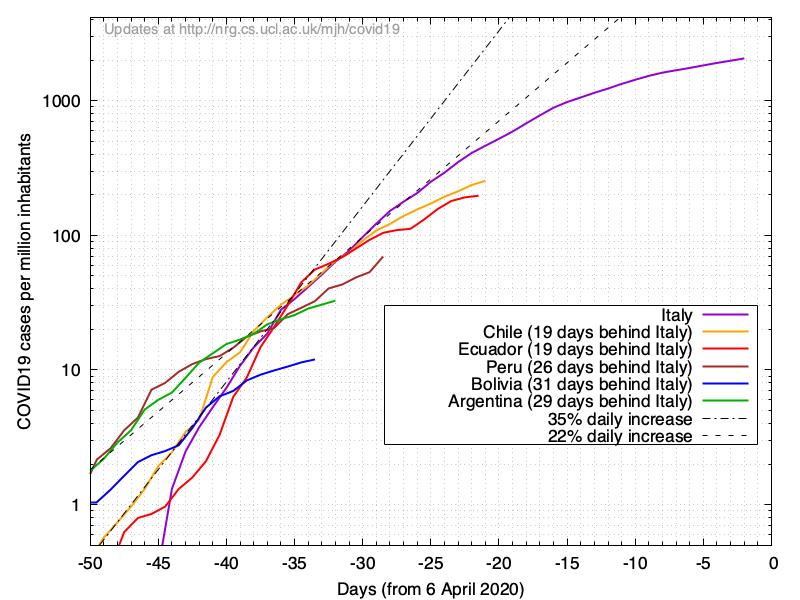 Updates at http://nrg.cs.ucl.ac.uk/mjh/covid19
COVID19 cases per million inhabitants
1000
100
10
1
Italy
Chile (19 days behind Italy)
Ecuador (19 days behind Italy)
Peru (26 days behind Italy)
Bolivia (31 days behind Italy)
Argentina (29 days behind Italy)
35% daily increase
22% daily increase
-50 -45 -40 -35 -30 -25 -20 -15 -10 -5 0
Days (from 6 April 2020)